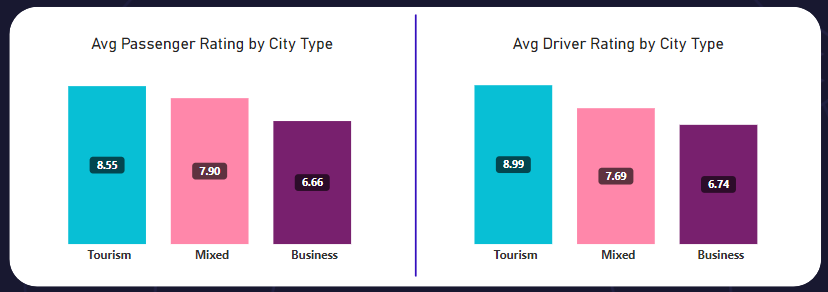 Avg Passenger Rating by City Type
8.55
7.90
6.66
Tourism Mixed Business
Avg Driver Rating by City Type
8.99
7.69
6.74
Tourism Mixed Business